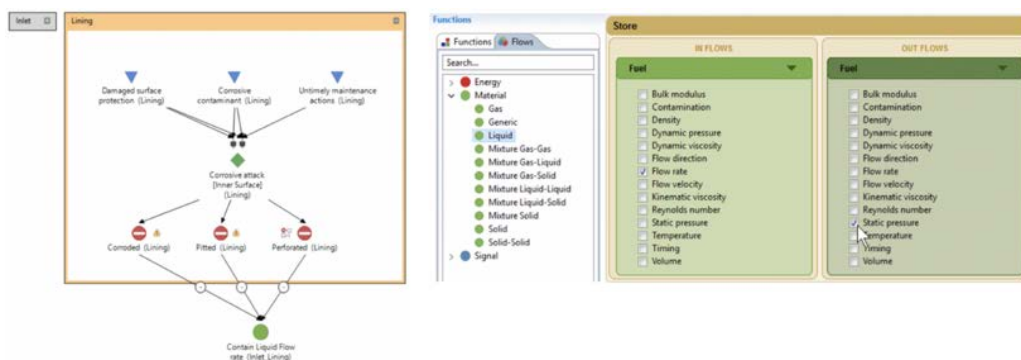 Inlet
Lining
Damaged surface
protection (Lining)
Corrosive
contaminant (Lining)
Untimely maintenance
actions (Lining)
Corrosive attack
[Inner Surface]
(Lining)
Corroded (Lining)
Pitted (Lining)
Perforated (Lining)
Contain Liquid Flow
rate (Inlet_Lining)
Functions
Functions
Flows
Search...
Energy
Material
Gas
Generic
Liquid
Mixture Gas-Gas
Mixture Gas-Liquid
Mixture Gas-Solid
Mixture Liquid-Liquid
Mixture Liquid-Solid
Mixture Solid
Solid
Solid-Solid
Signal
Store
IN FLOWS
Fuel
Bulk modulus
Contamination
Density
Dynamic pressure
Dynamic viscosity
Flow direction
Flow rate
Flow velocity
Kinematic viscosity
Reynolds number
Static pressure
Temperature
Timing
Volume
OUT FLOWS
Fuel
Bulk modulus
Contamination
Density
Dynamic pressure
Dynamic viscosity
Flow direction
Flow rate
Flow velocity
Kinematic viscosity
Reynolds number
Static pressure
Temperature
Timing
Volume